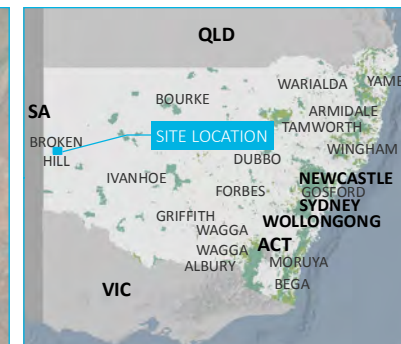 QLD
WARIALDA
YAMB
SA
BOURKE
ARMIDALE
TAMWORTH
SITE LOCATION
BROKEN
HILL
WINGHAM
DUBBO
IVANHOE
NEWCASTLE
FORBES
GOSFORD
SYDNEY
GRIFFITH
WOLLONGONG
WAGGA
WAGGA
ACT
ALBURY
MORUYA
VIC
BEGA